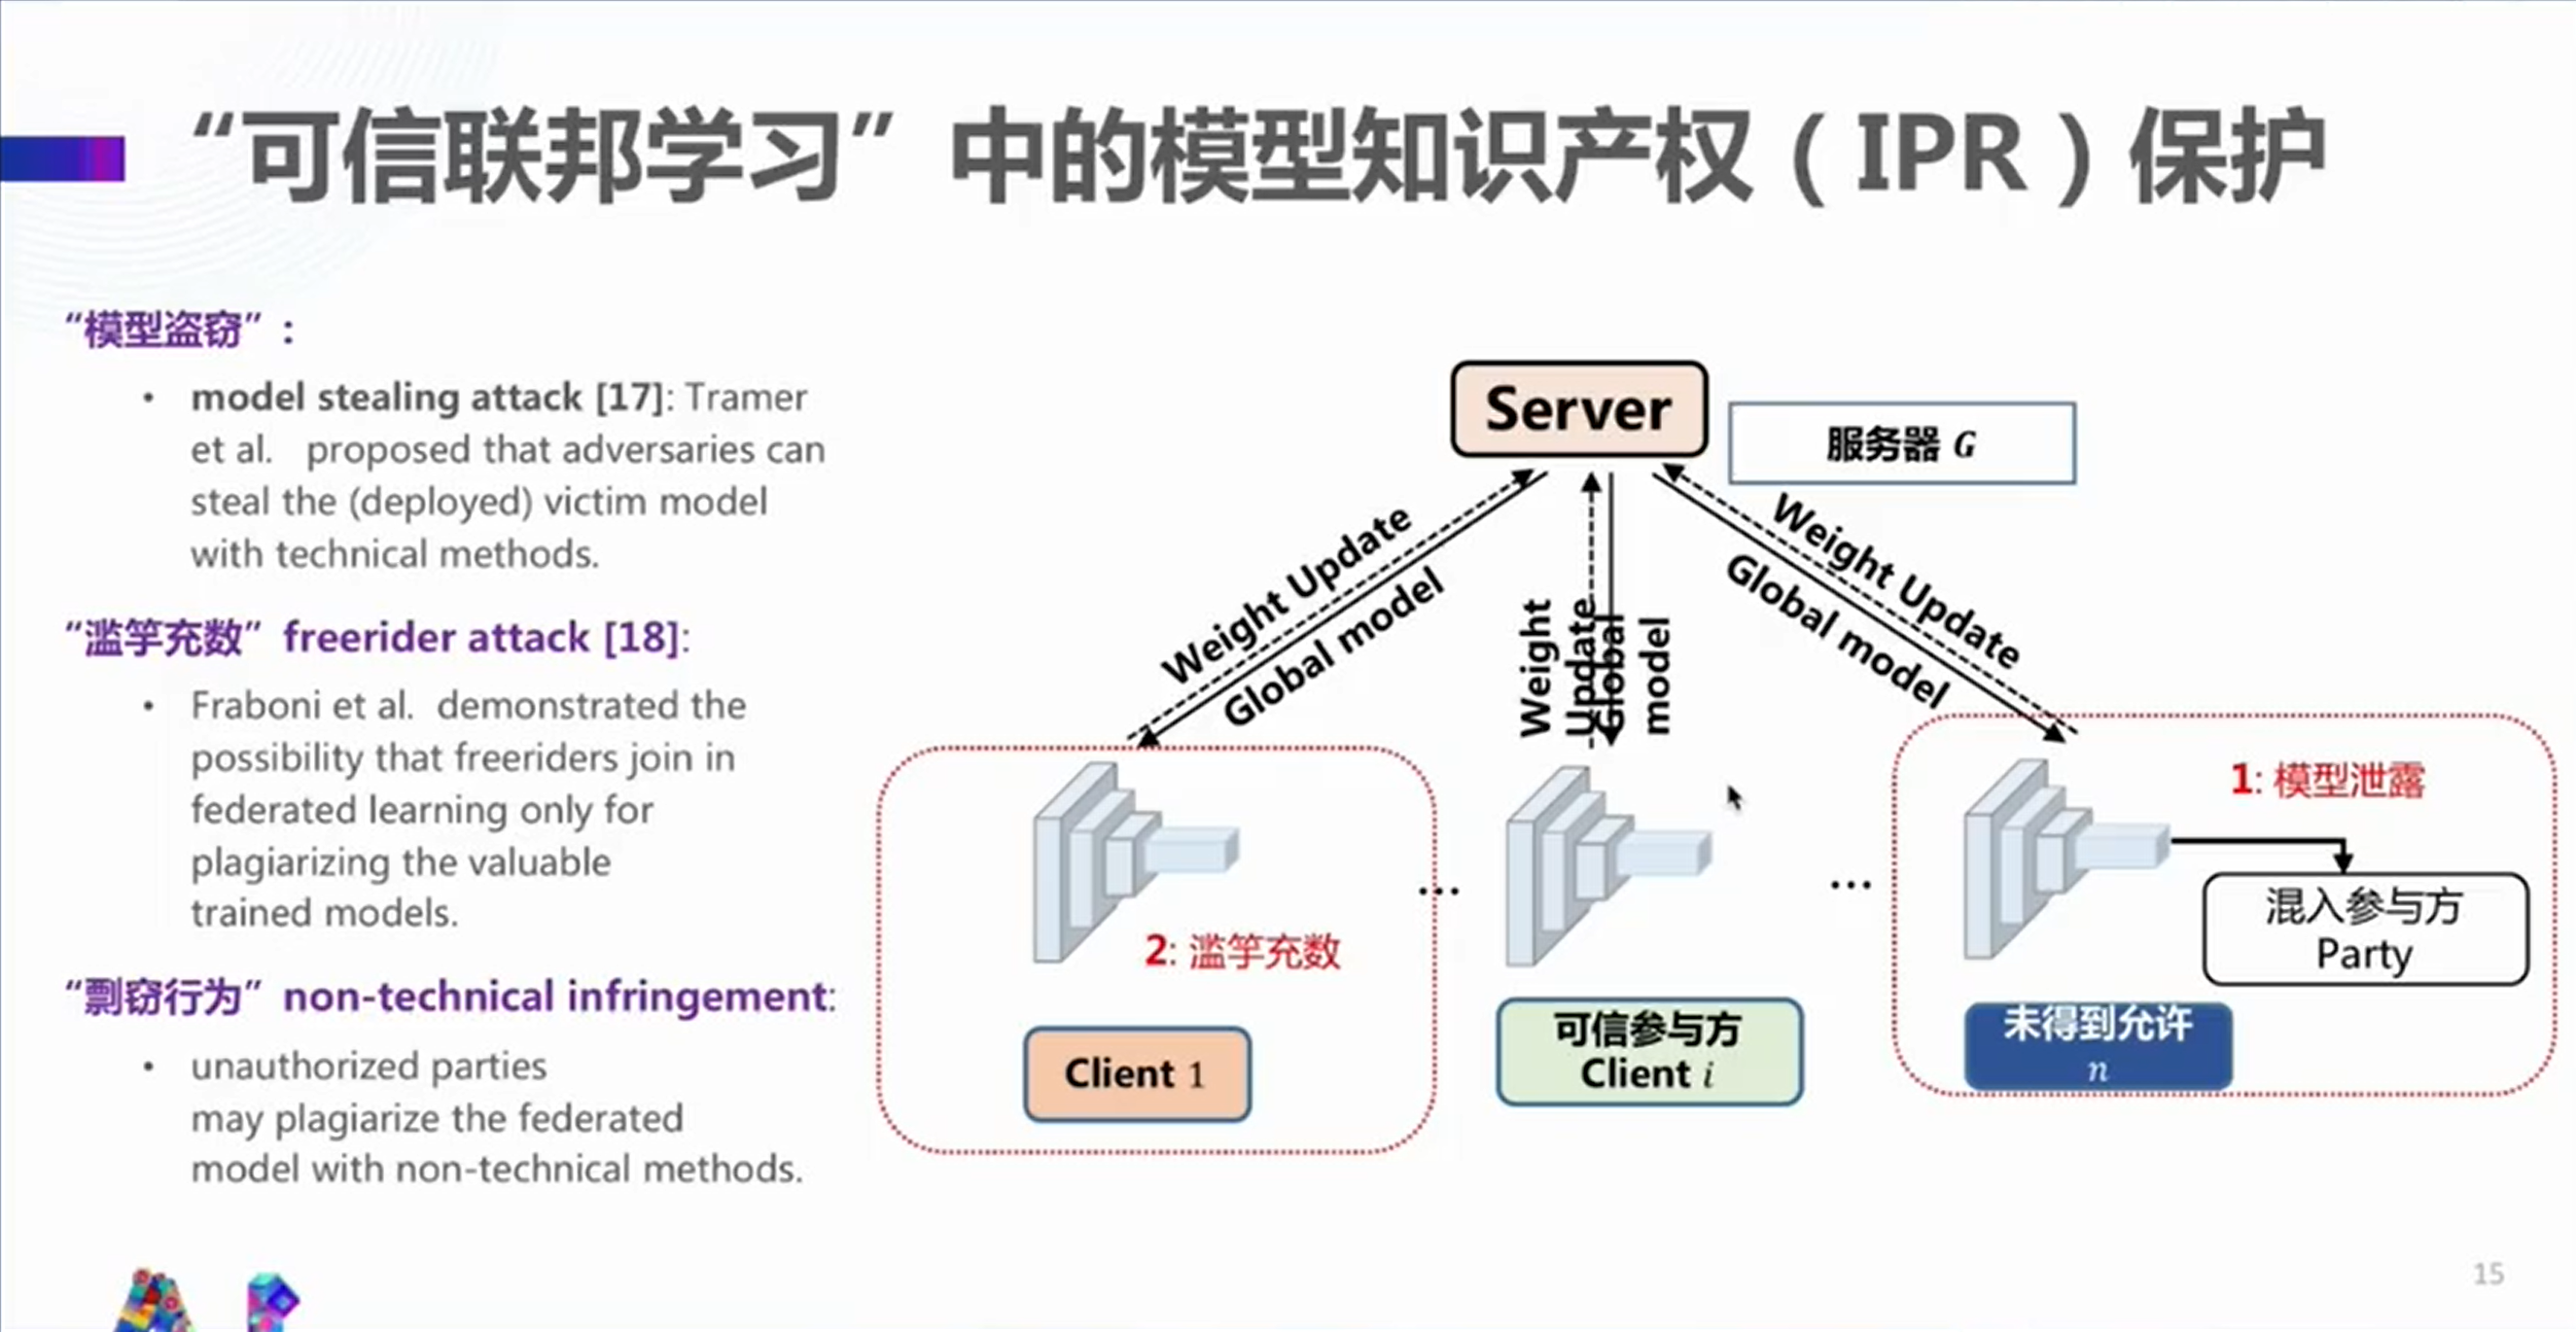 “可信联邦学习”中的模型知识产权（IPR）保护
“模型盗窃”：
• model stealing attack [17]: Tramer
et al. proposed that adversaries can
steal the (deployed) victim model
with technical methods.
“滥竽充数” freerider attack [18]:
• Fraboni et al. demonstrated the
possibility that freeriders join in
federated learning only for
plagiarizing the valuable
trained models.
“剽窃行为” non-technical infringement:
• unauthorized parties
may plagiarize the federated
model with non-technical methods.
Server
服务器 G
Weight Update
Global model
Weight
Update
Global
model
Weight Update
Global model
2: 滥竽充数
Client 1
...
可信参与方
Client i
...
1: 模型泄露
混入参与方
Party
未得到允许
n
15